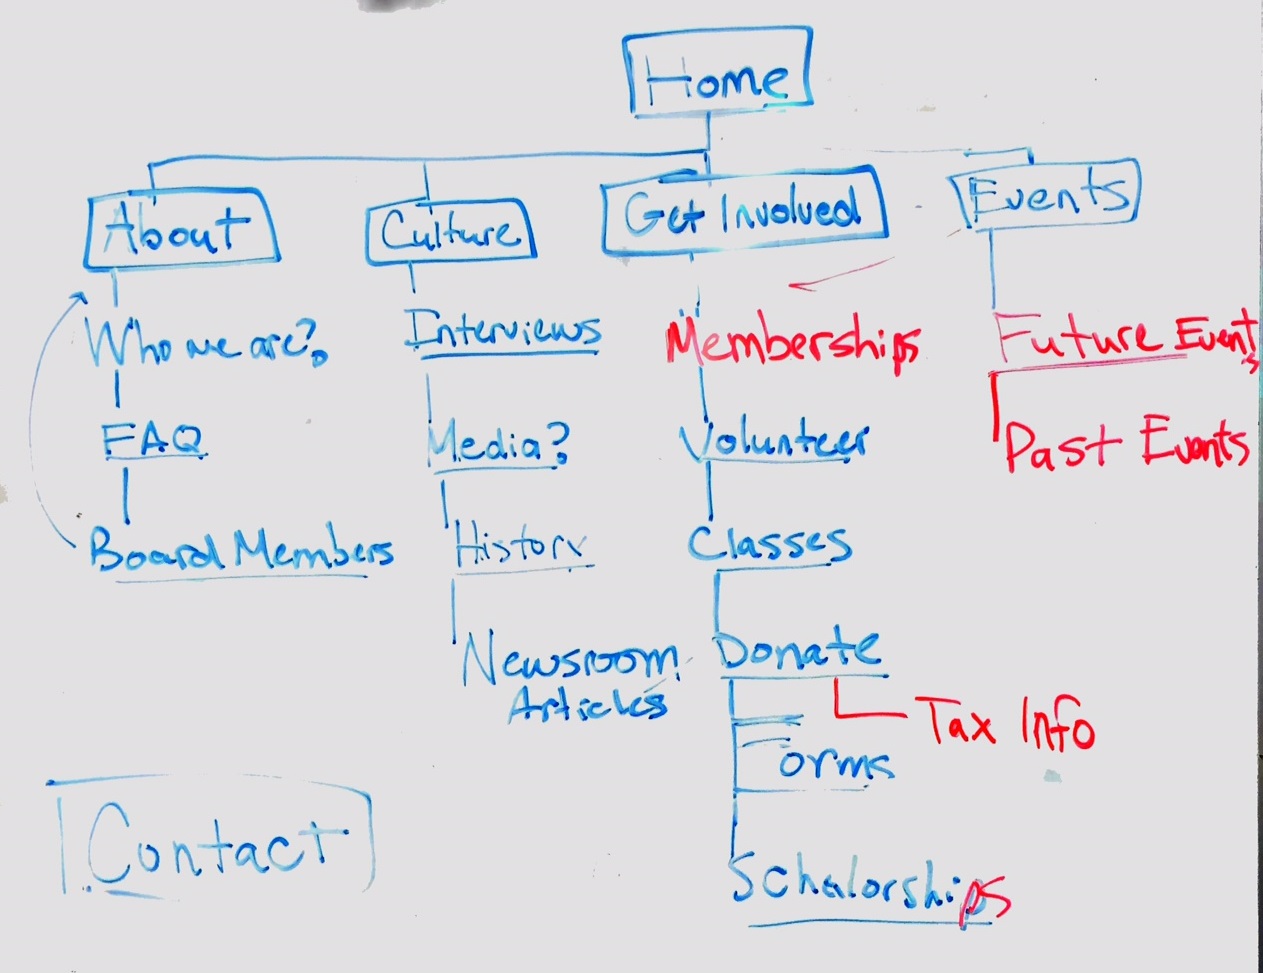 Home
About
Culture
Get Involved
Events
Who we are?
FAQ
Board Members
Interviews
Media?
History
Newsroom
Articles
Memberships
Volunteer
Classes
Donate
Tax Info
Forms
Schalorships
Future Events
Past Events
Contact